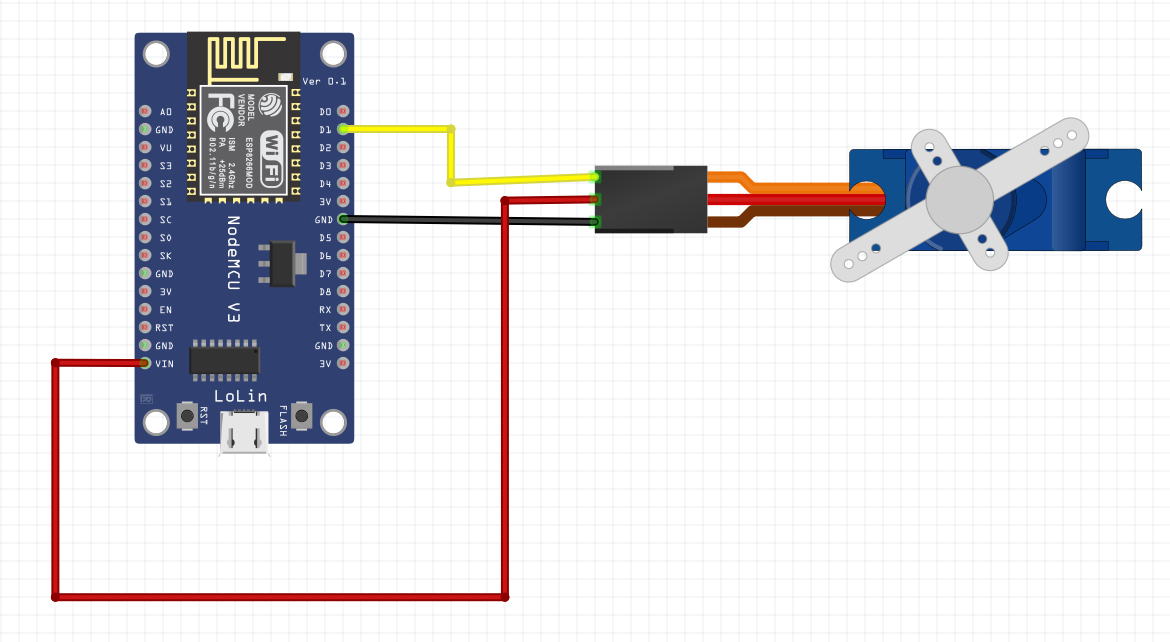 Ver 0.1
A0
GND
VU
S3
S2
S1
SC
S0
SK
GND
3V
EN
RST
GND
VIN
D0
D1
D2
D3
D4
3V
GND
D5
D6
D7
D8
RX
TX
GND
3V
MODEL
VENDOR
ESP8266MOD
WiFi
FC
ISM 2.4GHz
PA +25dBm
802.11b/g/n
NodeMCU V3
LoLin
RST
FLASH